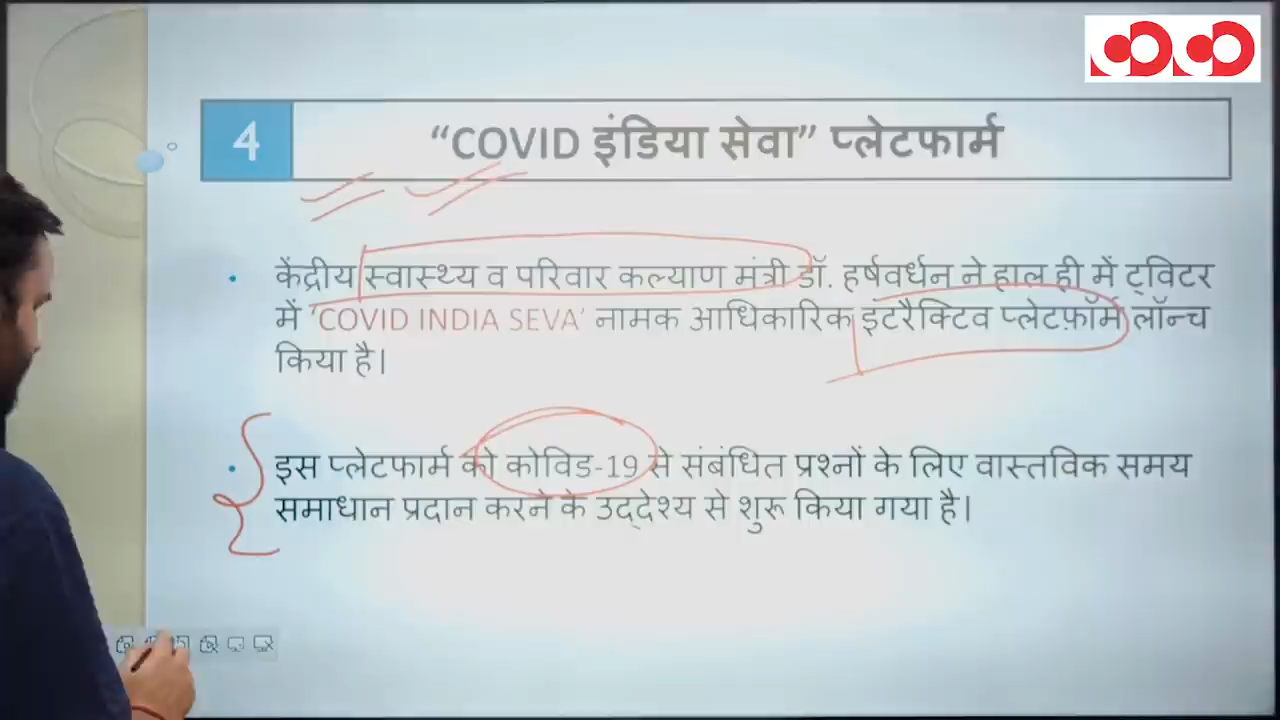 4
“COVID इंडिया सेवा” प्लेटफार्म
केंद्रीय स्वास्थ्य व परिवार कल्याण मंत्री डॉ. हर्षवर्धन ने हाल ही में ट्विटर
में ‘COVID INDIA SEVA’ नामक आधिकारिक इंटरैक्टिव प्लेटफ़ॉर्म लॉन्च
किया है।
इस प्लेटफार्म को कोविड-19 से संबंधित प्रश्नों के लिए वास्तविक समय
समाधान प्रदान करने के उद्देश्य से शुरू किया गया है।